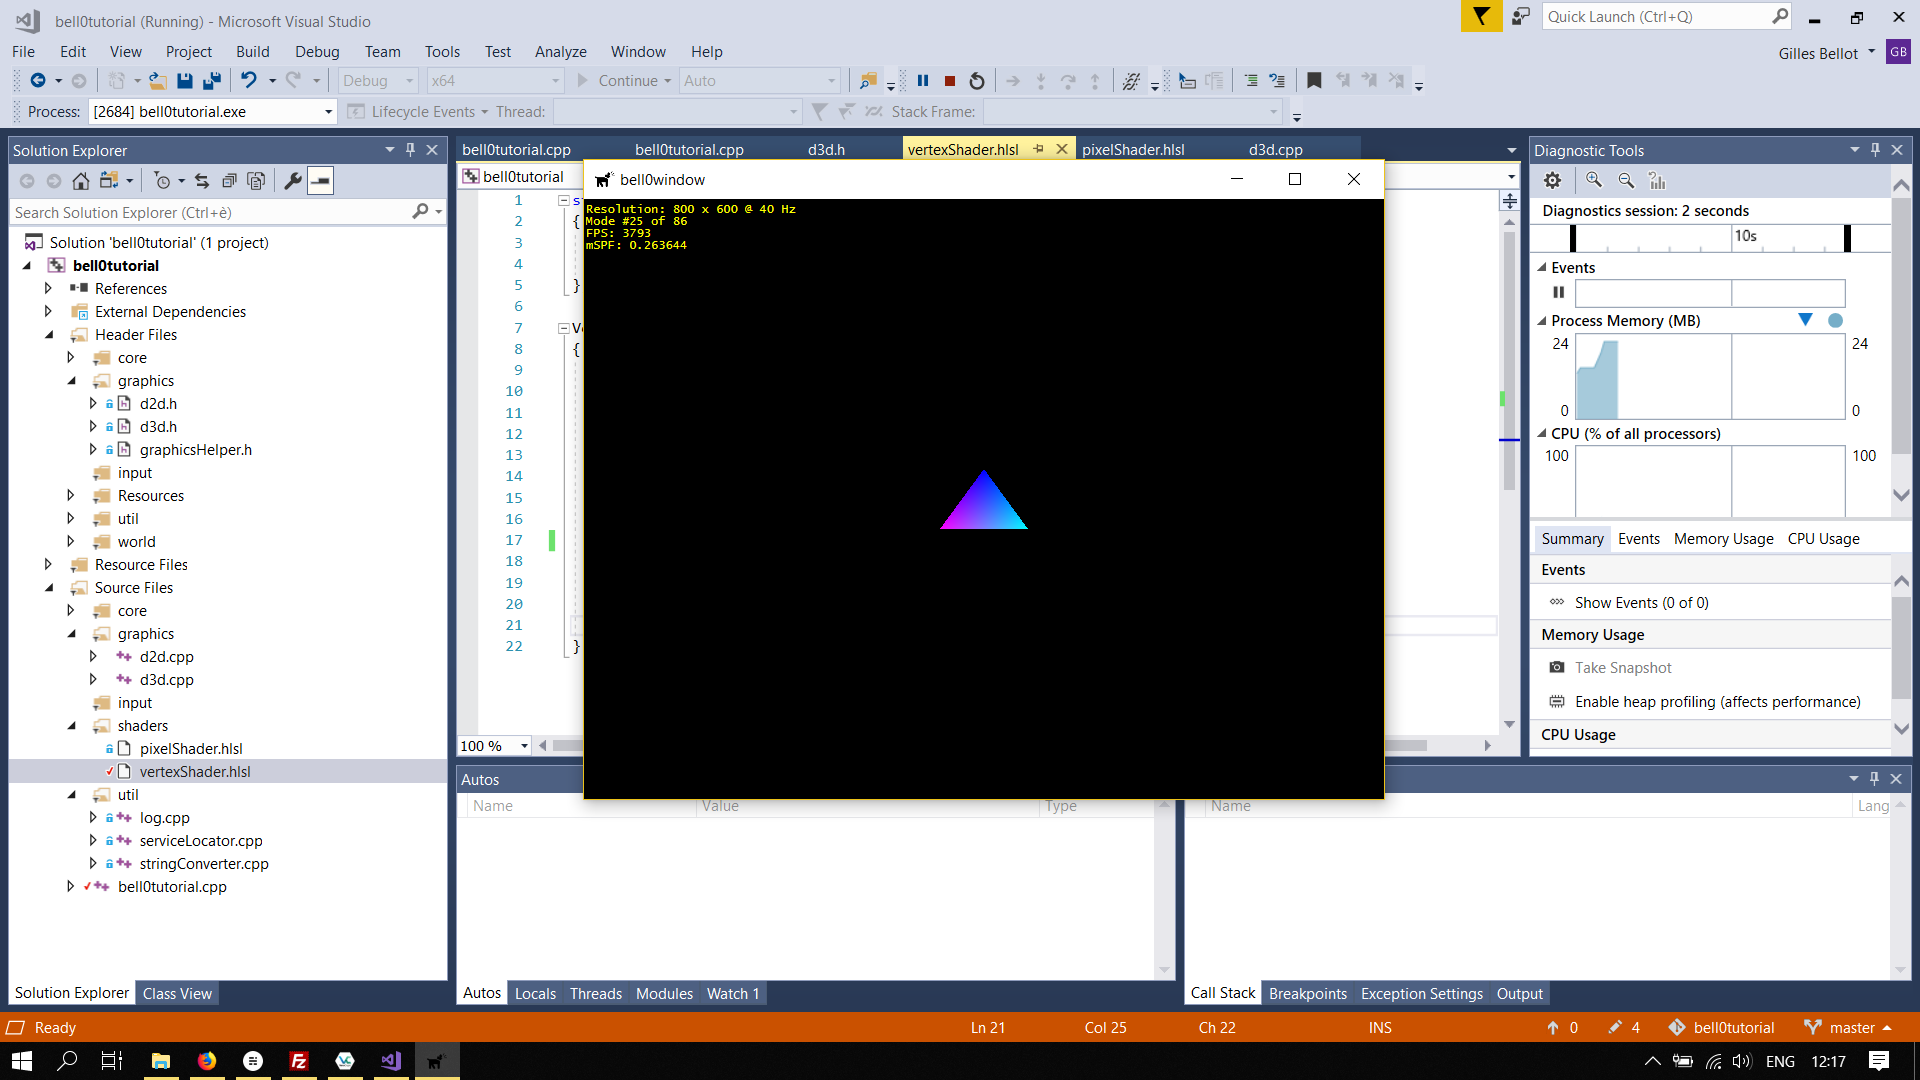 bell0tutorial (Running) - Microsoft Visual Studio
Quick Launch (Ctrl+Q)
File Edit View Project Build Debug Team Tools Test Analyze Window Help
Gilles Bellot GB
Debug x64 Continue Auto
Process: [2684] bell0tutorial.exe Lifecycle Events Thread: Stack Frame:
Solution Explorer
Search Solution Explorer (Ctrl+è)
Solution 'bell0tutorial' (1 project)
bell0tutorial
References
External Dependencies
Header Files
core
graphics
d2d.h
d3d.h
graphicsHelper.h
input
Resources
util
world
Resource Files
Source Files
core
graphics
d2d.cpp
d3d.cpp
input
shaders
pixelShader.hlsl
vertexShader.hlsl
util
log.cpp
serviceLocator.cpp
stringConverter.cpp
bell0tutorial.cpp
Solution Explorer Class View
bell0tutorial.cpp bell0tutorial.cpp d3d.h vertexShader.hlsl pixelShader.hlsl d3d.cpp
bell0tutorial
1
2 {
3
4
5 }
6
7
8 {
9
10
11
12
13
14
15
16
17
18
19
20
21
22 }
100 %
bell0window
Resolution: 800 x 600 @ 40 Hz
Mode #25 of 86
FPS: 3793
mSPF: 0.263644
Autos
Name Value Type
Autos Locals Threads Modules Watch 1
Name Lang
Call Stack Breakpoints Exception Settings Output
Diagnostic Tools
Diagnostics session: 2 seconds
10s
Events
Process Memory (MB)
24 24
0 0
CPU (% of all processors)
100 100
Summary Events Memory Usage CPU Usage
Events
Show Events (0 of 0)
Memory Usage
Take Snapshot
Enable heap profiling (affects performance)
CPU Usage
Ready Ln 21 Col 25 Ch 22 INS 0 4 bell0tutorial master
ENG 12:17